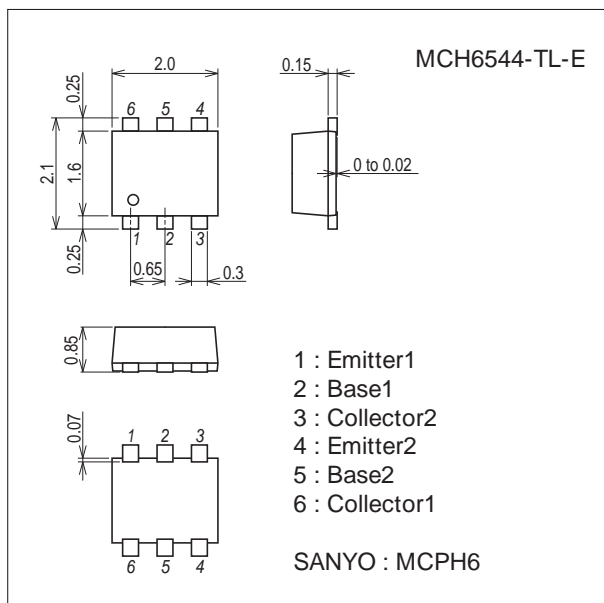 MCH6544-TL-E
2.0
0.15
0.25
6 5 4
2.1
1.6
0 to 0.02
1 2 3
0.25
0.65
0.3
0.85
1 : Emitter1
2 : Base1
3 : Collector2
4 : Emitter2
5 : Base2
6 : Collector1
0.07
1 2 3
6 5 4
SANYO : MCPH6